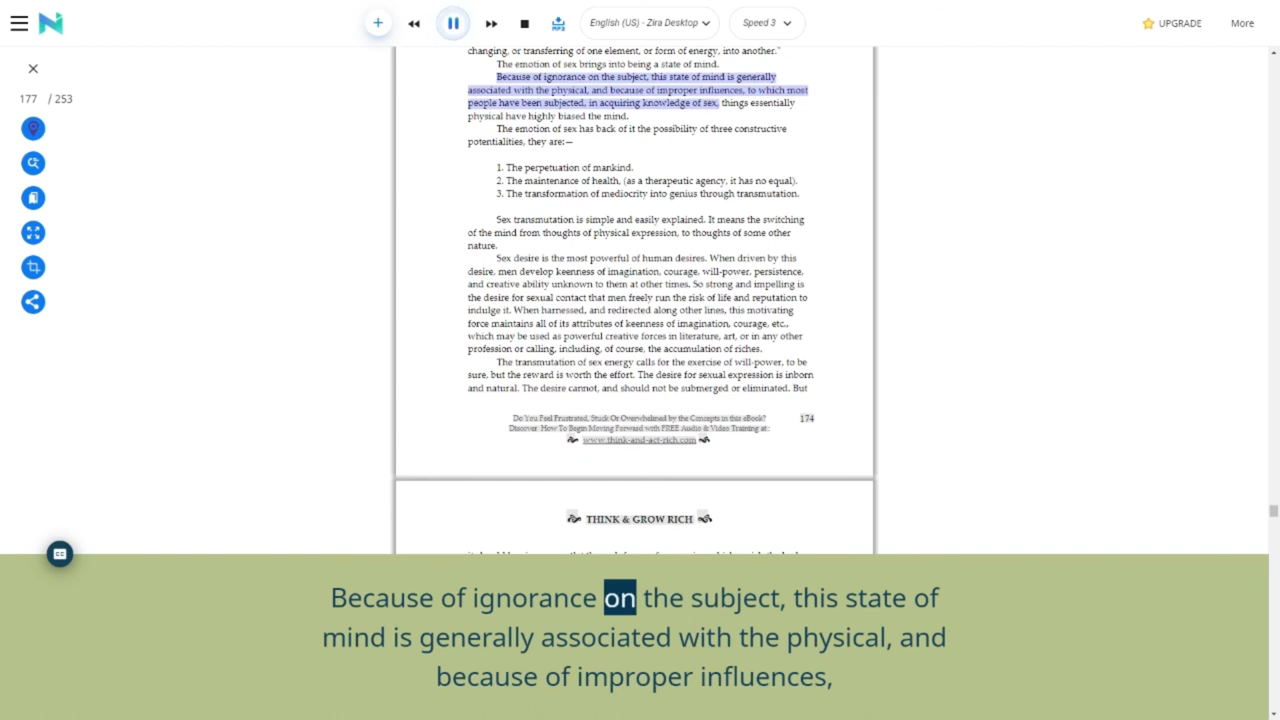 MP3
English (US) - Zira Desktop
Speed 3
UPGRADE
More
177 / 253
changing, or transferring of one element, or form of energy, into another."
The emotion of sex brings into being a state of mind.
Because of ignorance on the subject, this state of mind is generally
associated with the physical, and because of improper influences, to which most
people have been subjected, in acquiring knowledge of sex, things essentially
physical have highly biased the mind.
The emotion of sex has back of it the possibility of three constructive
potentialities, they are:—
1. The perpetuation of mankind.
2. The maintenance of health, (as a therapeutic agency, it has no equal).
3. The transformation of mediocrity into genius through transmutation.
Sex transmutation is simple and easily explained. It means the switching
of the mind from thoughts of physical expression, to thoughts of some other
nature.
Sex desire is the most powerful of human desires. When driven by this
desire, men develop keenness of imagination, courage, will-power, persistence,
and creative ability unknown to them at other times. So strong and impelling is
the desire for sexual contact that men freely run the risk of life and reputation to
indulge it. When harnessed, and redirected along other lines, this motivating
force maintains all of its attributes of keenness of imagination, courage, etc.,
which may be used as powerful creative forces in literature, art, or in any other
profession or calling, including, of course, the accumulation of riches.
The transmutation of sex energy calls for the exercise of will-power, to be
sure, but the reward is worth the effort. The desire for sexual expression is inborn
and natural. The desire cannot, and should not be submerged or eliminated. But
Do You Feel Frustrated, Stuck Or Overwhelmed by the Concepts in this eBook?
174
Discover How To Begin Moving Forward with FREE Audio & Video Training at:
www.think-and-act-rich.com
THINK & GROW RICH
CC
Because of ignorance on the subject, this state of
mind is generally associated with the physical, and
because of improper influences,